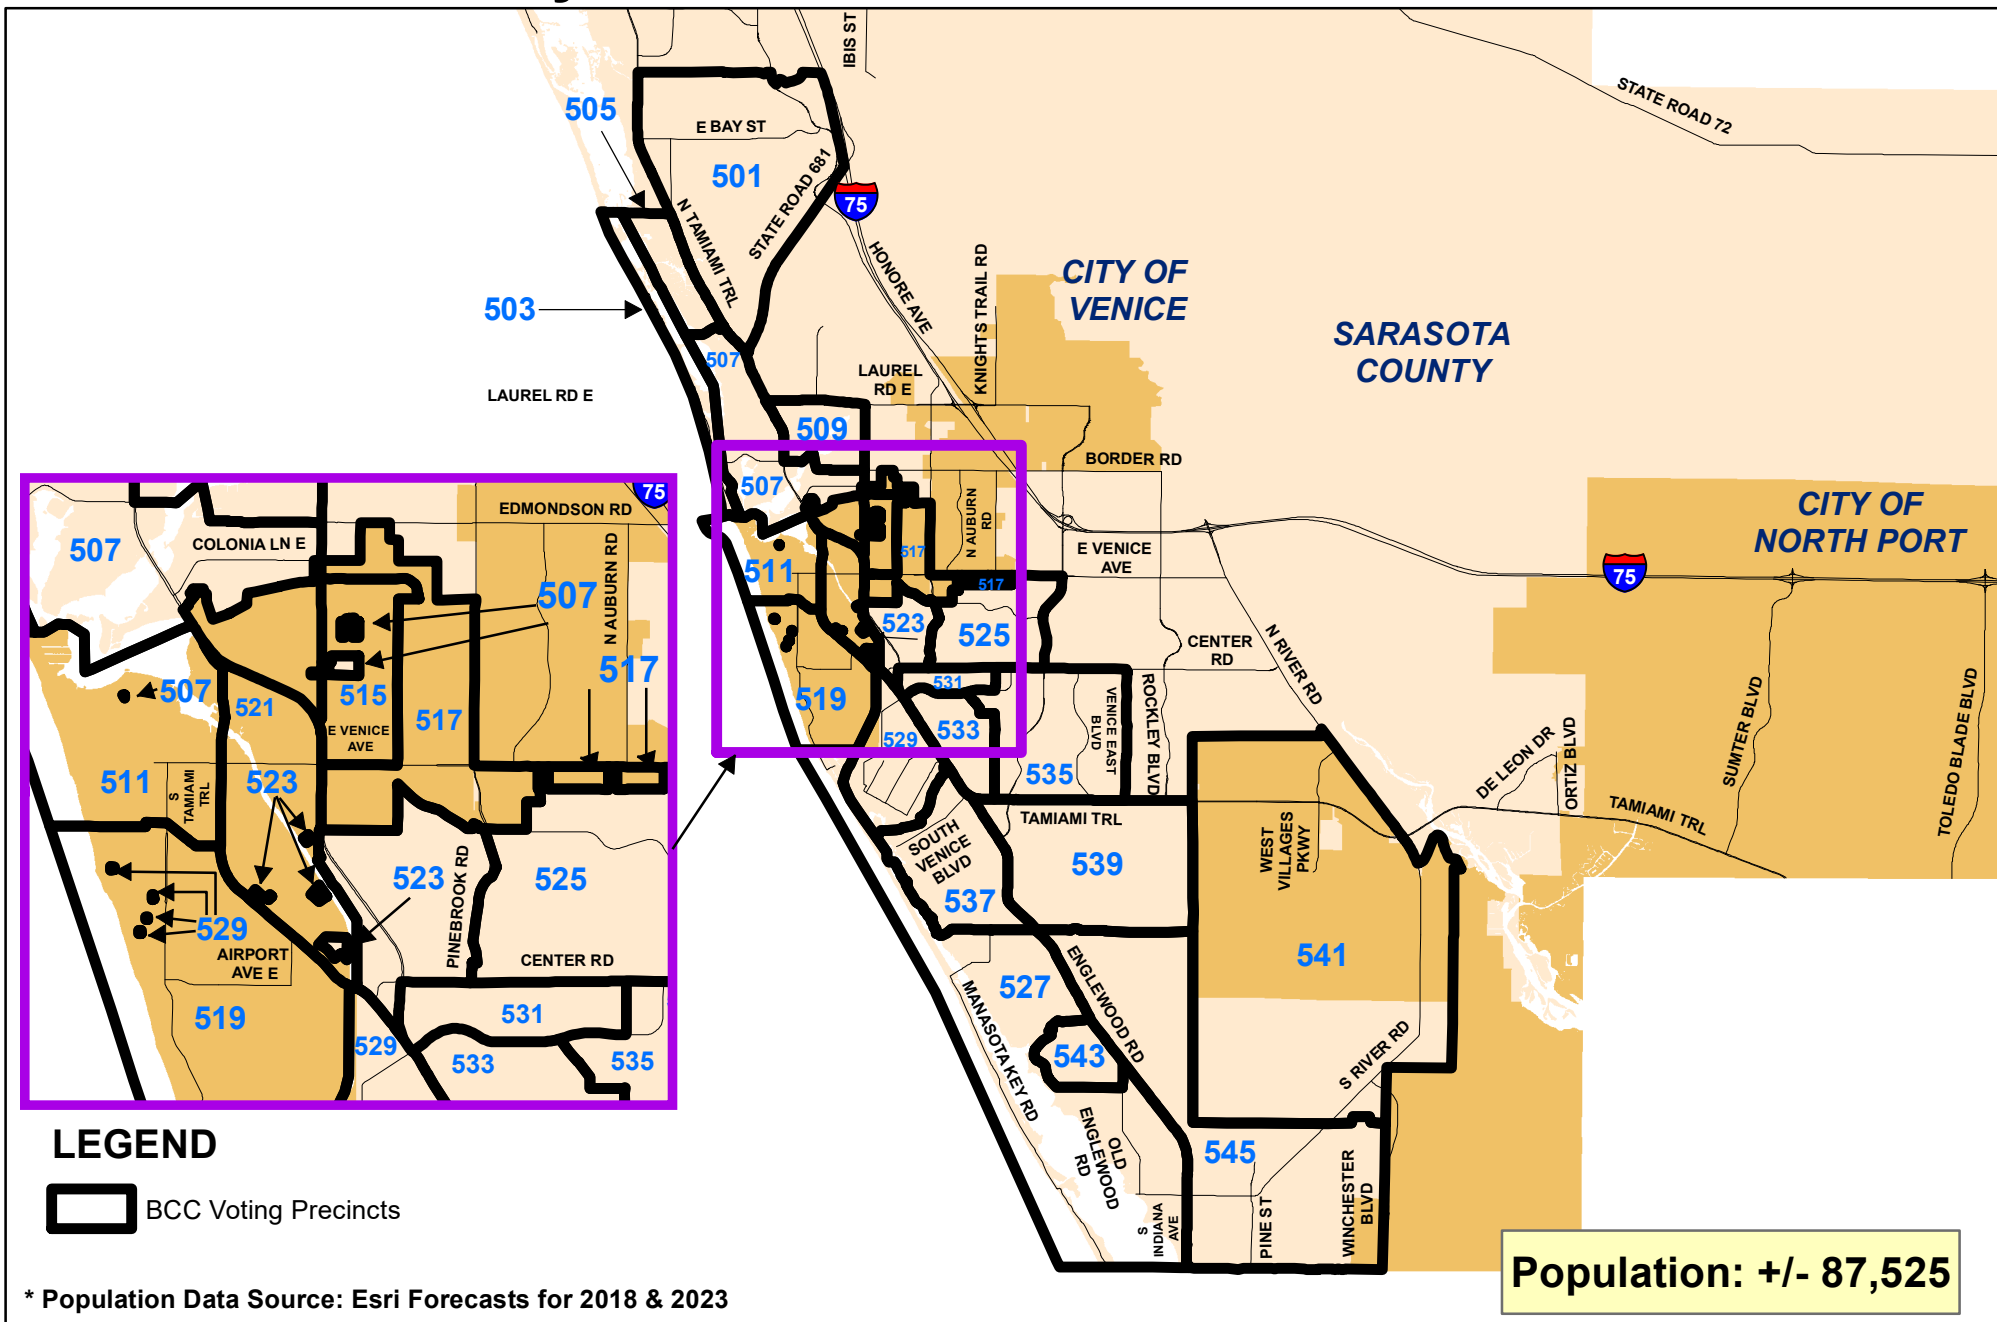 IBIS ST
STATE ROAD 72
505
E BAY ST
501
STATE ROAD 681
75
N TAMIAMI TRL
HONORE AVE
KNIGHTS TRAIL RD
CITY OF
VENICE
SARASOTA
COUNTY
503
507
LAUREL
RD E
LAUREL RD E
509
BORDER RD
507
N AUBURN
RD
CITY OF
NORTH PORT
E VENICE
AVE
75
517
511
517
523
525
CENTER
RD
N RIVER RD
531
519
533
529
VENICE EAST
BLVD
ROCKLEY BLVD
535
DE LEON DR
ORTIZ BLVD
SUMTER BLVD
TOLEDO BLADE BLVD
TAMIAMI TRL
TAMIAMI TRL
SOUTH
VENICE
BLVD
539
WEST
VILLAGES
PKWY
537
541
527
ENGLEWOOD RD
MANASOTA KEY RD
543
S RIVER RD
OLD
ENGLEWOOD
RD
545
S
INDIANA
AVE
PINE ST
WINCHESTER
BLVD
75
EDMONDSON RD
507
COLONIA LN E
N AUBURN RD
507
517
507
521
515
517
E VENICE
AVE
511
S
TAMIAMI
TRL
523
523
PINEBROOK RD
525
529
AIRPORT
AVE E
CENTER RD
519
531
529
533
535
LEGEND
BCC Voting Precincts
Population: +/- 87,525
* Population Data Source: Esri Forecasts for 2018 & 2023